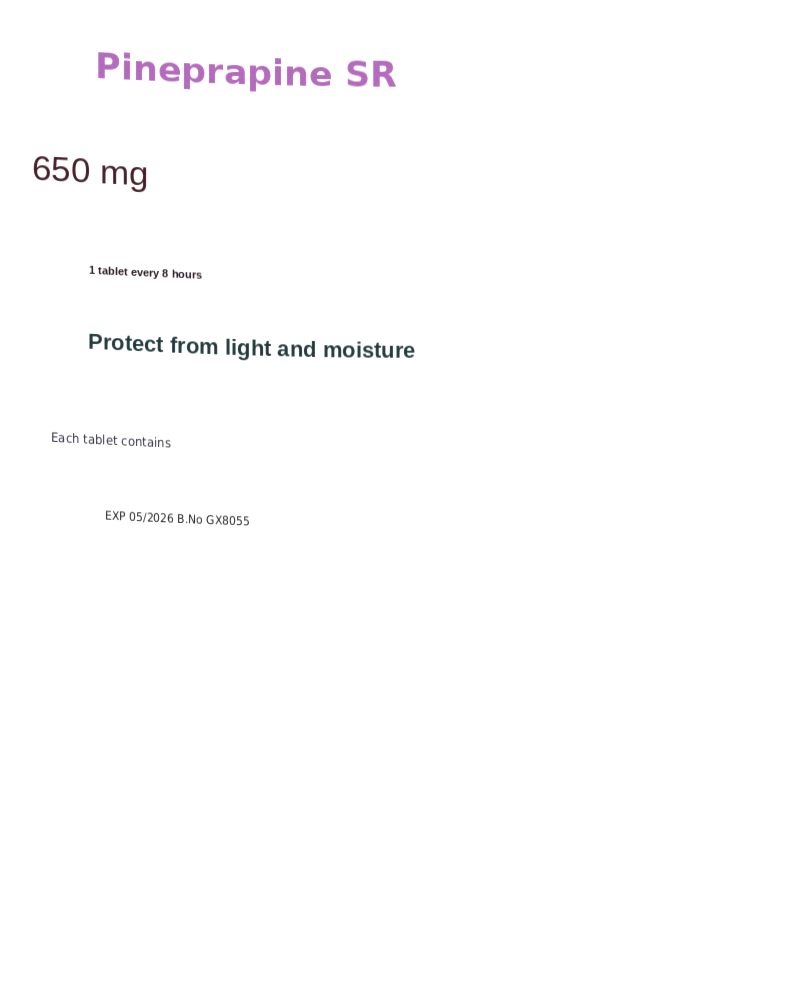 Pineprapine SR
650 mg
1 tablet every 8 hours
Protect from light and moisture
Each tablet contains
EXP 05/2026 B.No GX8055